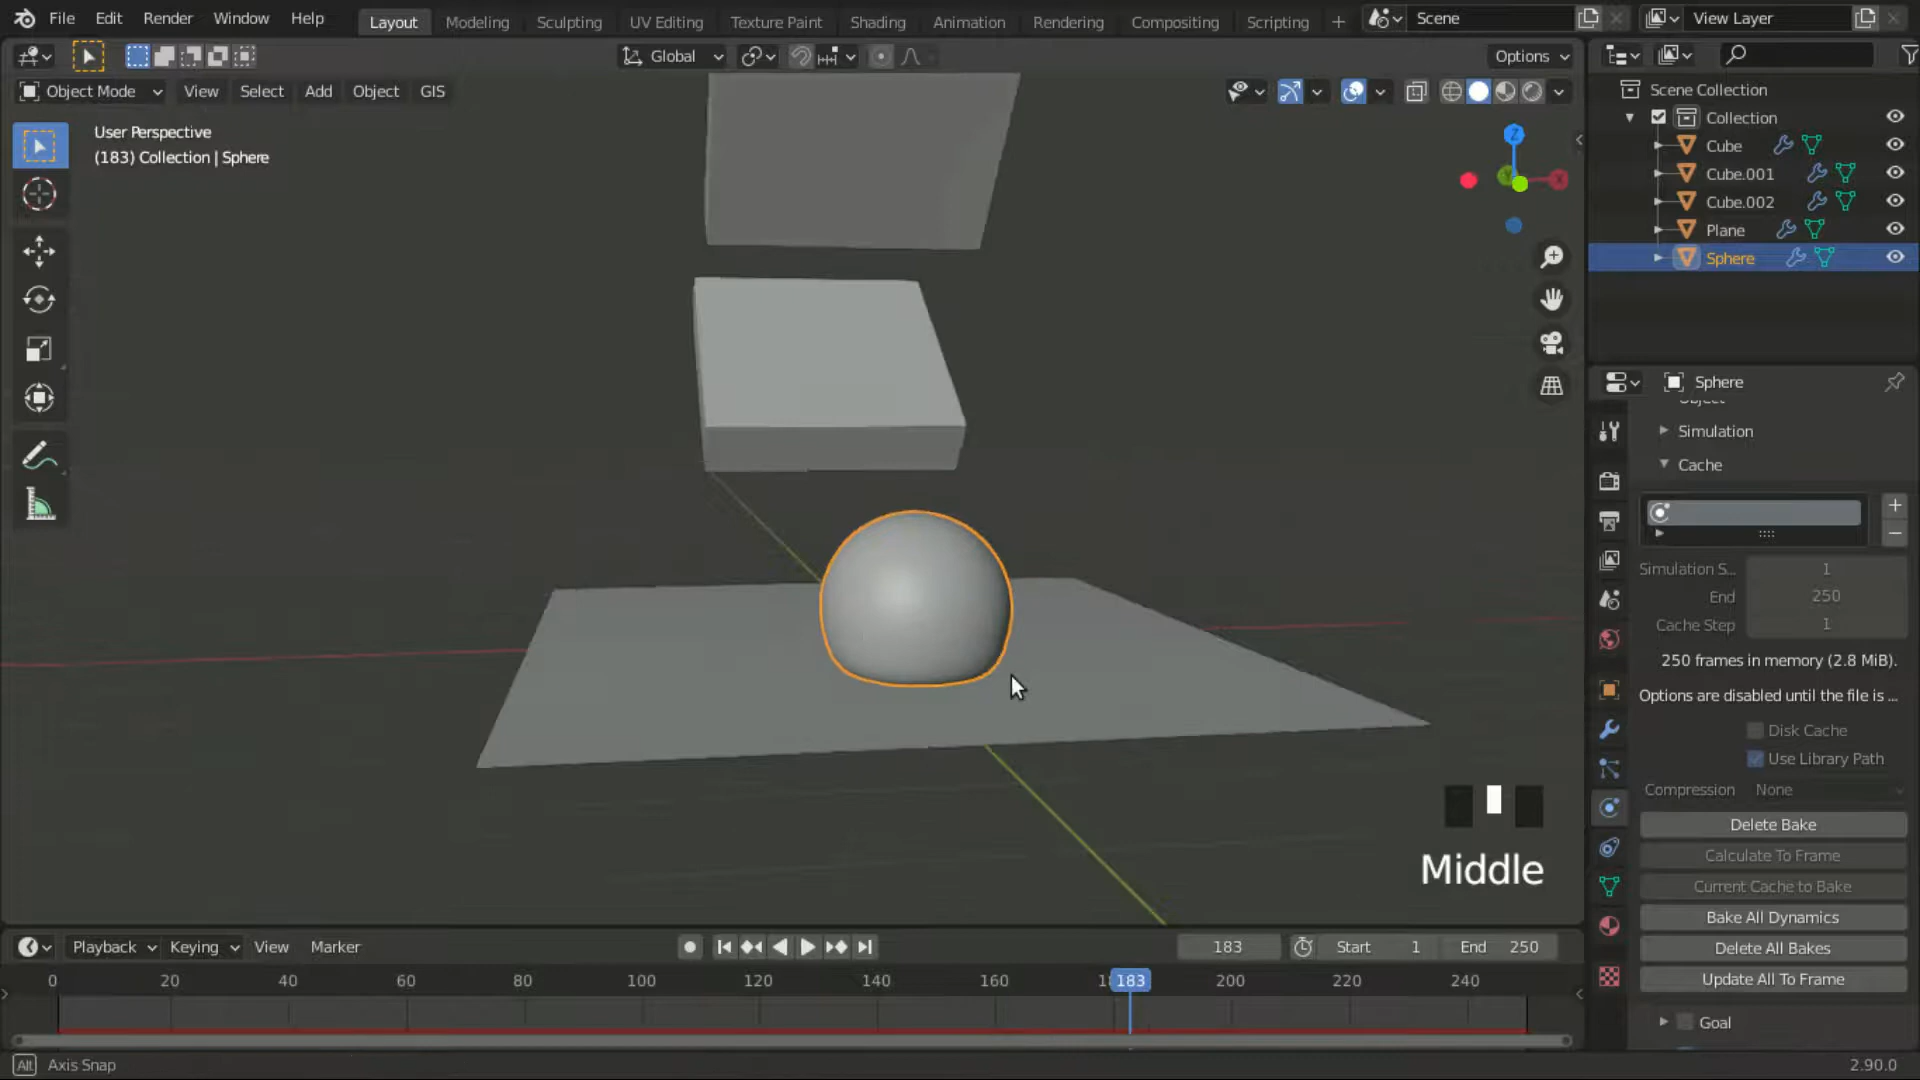 File Edit Render Window Help Layout Modeling Sculpting UV Editing Texture Paint Shading Animation Rendering Compositing Scripting + Scene View Layer
Global Options
Object Mode View Select Add Object GIS
User Perspective
(183) Collection | Sphere
Z
X
Y
Scene Collection
Collection
Cube
Cube.001
Cube.002
Plane
Sphere
Sphere
Object
Simulation
Cache
Simulation S... 1
End 250
Cache Step 1
250 frames in memory (2.8 MiB).
Options are disabled until the file is ...
Disk Cache
Use Library Path
Compression None
Delete Bake
Calculate To Frame
Current Cache to Bake
Bake All Dynamics
Delete All Bakes
Update All To Frame
Goal
Middle
Playback Keying View Marker 183 Start 1 End 250
0 20 40 60 80 100 120 140 160 183 200 220 240
Alt Axis Snap 2.90.0